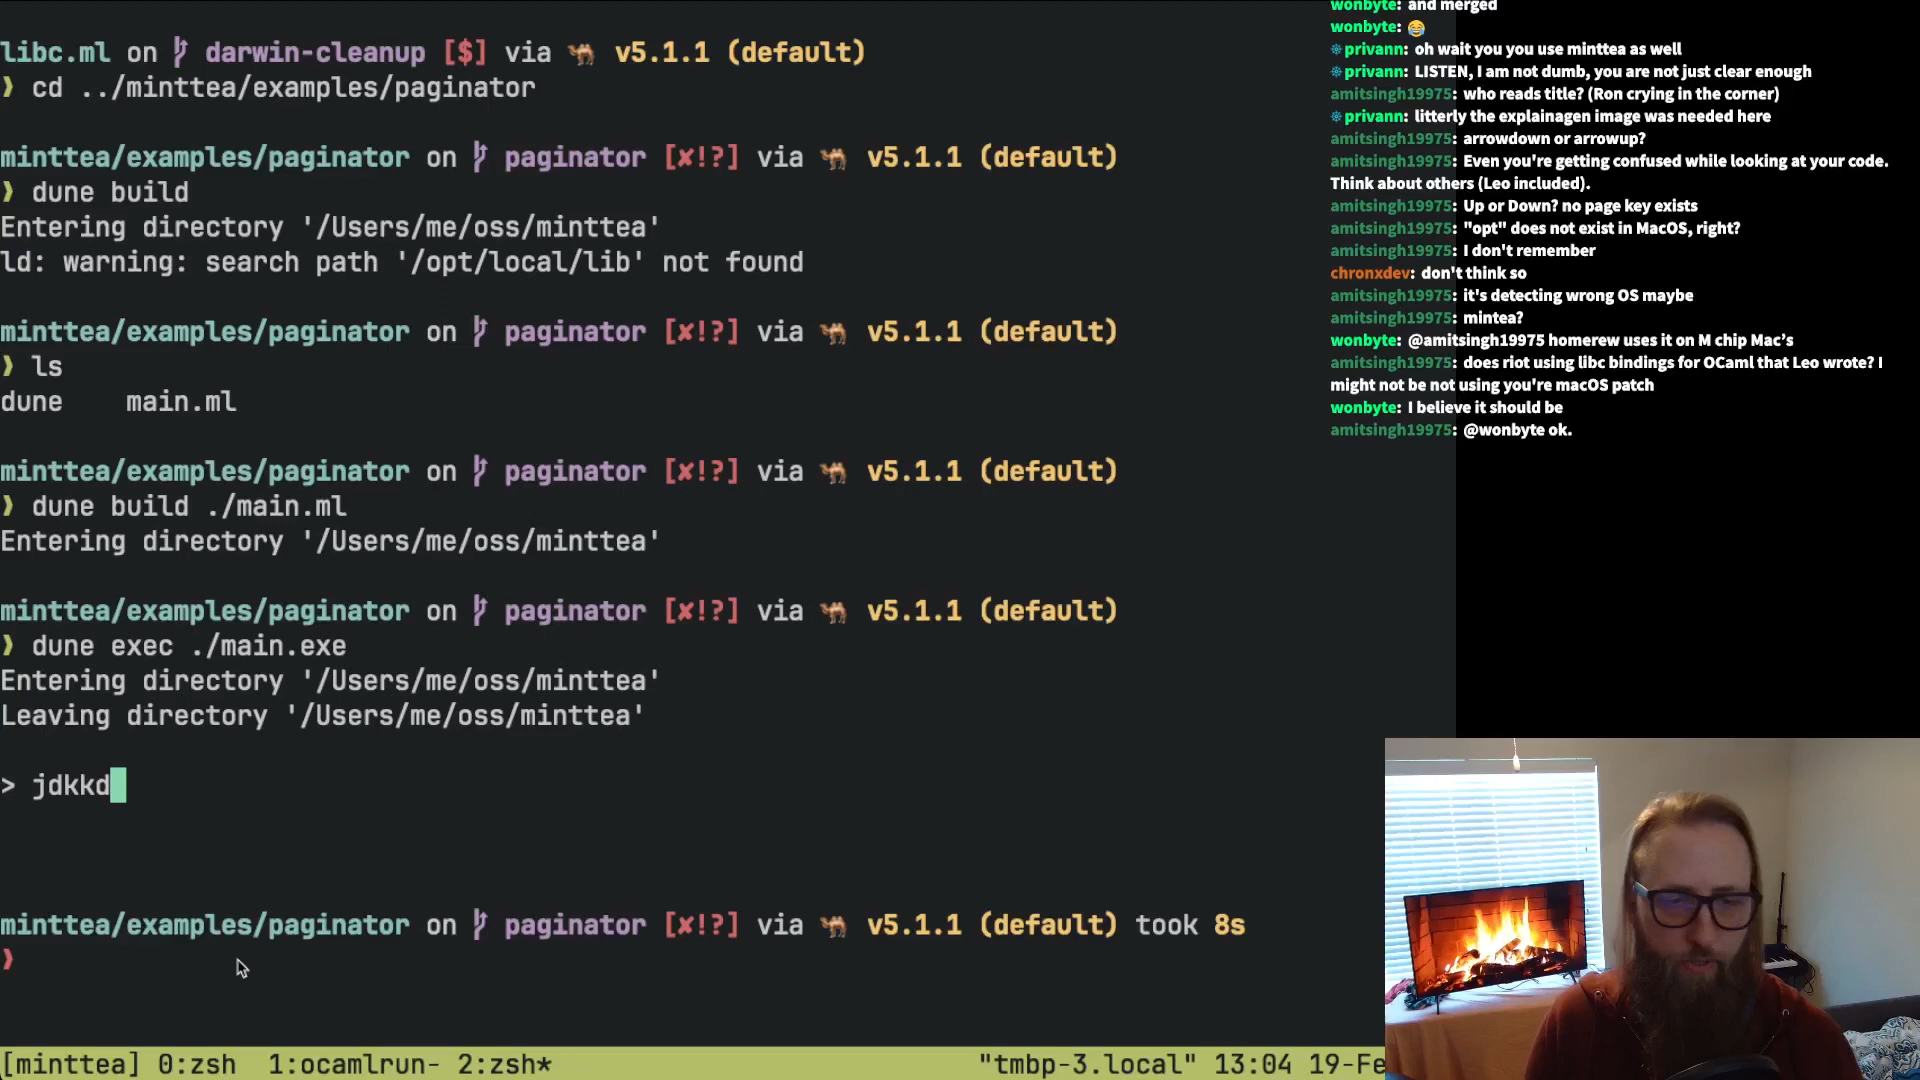 libc.ml on darwin-cleanup [$] via 🐫 v5.1.1 (default)
❯ cd ../minttea/examples/paginator
minttea/examples/paginator on paginator [✘!?] via 🐫 v5.1.1 (default)
❯ dune build
Entering directory '/Users/me/oss/minttea'
ld: warning: search path '/opt/local/lib' not found
minttea/examples/paginator on paginator [✘!?] via 🐫 v5.1.1 (default)
❯ ls
dune    main.ml
minttea/examples/paginator on paginator [✘!?] via 🐫 v5.1.1 (default)
❯ dune build ./main.ml
Entering directory '/Users/me/oss/minttea'
minttea/examples/paginator on paginator [✘!?] via 🐫 v5.1.1 (default)
❯ dune exec ./main.exe
Entering directory '/Users/me/oss/minttea'
Leaving directory '/Users/me/oss/minttea'
> jdkkd
minttea/examples/paginator on paginator [✘!?] via 🐫 v5.1.1 (default) took 8s
❯
[minttea] 0:zsh  1:ocamlrun- 2:zsh* "tmbp-3.local" 13:04 19-Fe
wonbyte: and merged
wonbyte: 😂
privann: oh wait you you use minttea as well
privann: LISTEN, I am not dumb, you are not just clear enough
amitsingh19975: who reads title? (Ron crying in the corner)
privann: litterly the explainagen image was needed here
amitsingh19975: arrowdown or arrowup?
amitsingh19975: Even you're getting confused while looking at your code.
Think about others (Leo included).
amitsingh19975: Up or Down? no page key exists
amitsingh19975: "opt" does not exist in MacOS, right?
amitsingh19975: I don't remember
chronxdev: don't think so
amitsingh19975: it's detecting wrong OS maybe
amitsingh19975: mintea?
wonbyte: @amitsingh19975 homerew uses it on M chip Mac’s
amitsingh19975: does riot using libc bindings for OCaml that Leo wrote? I
might not be not using you're macOS patch
wonbyte: I believe it should be
amitsingh19975: @wonbyte ok.